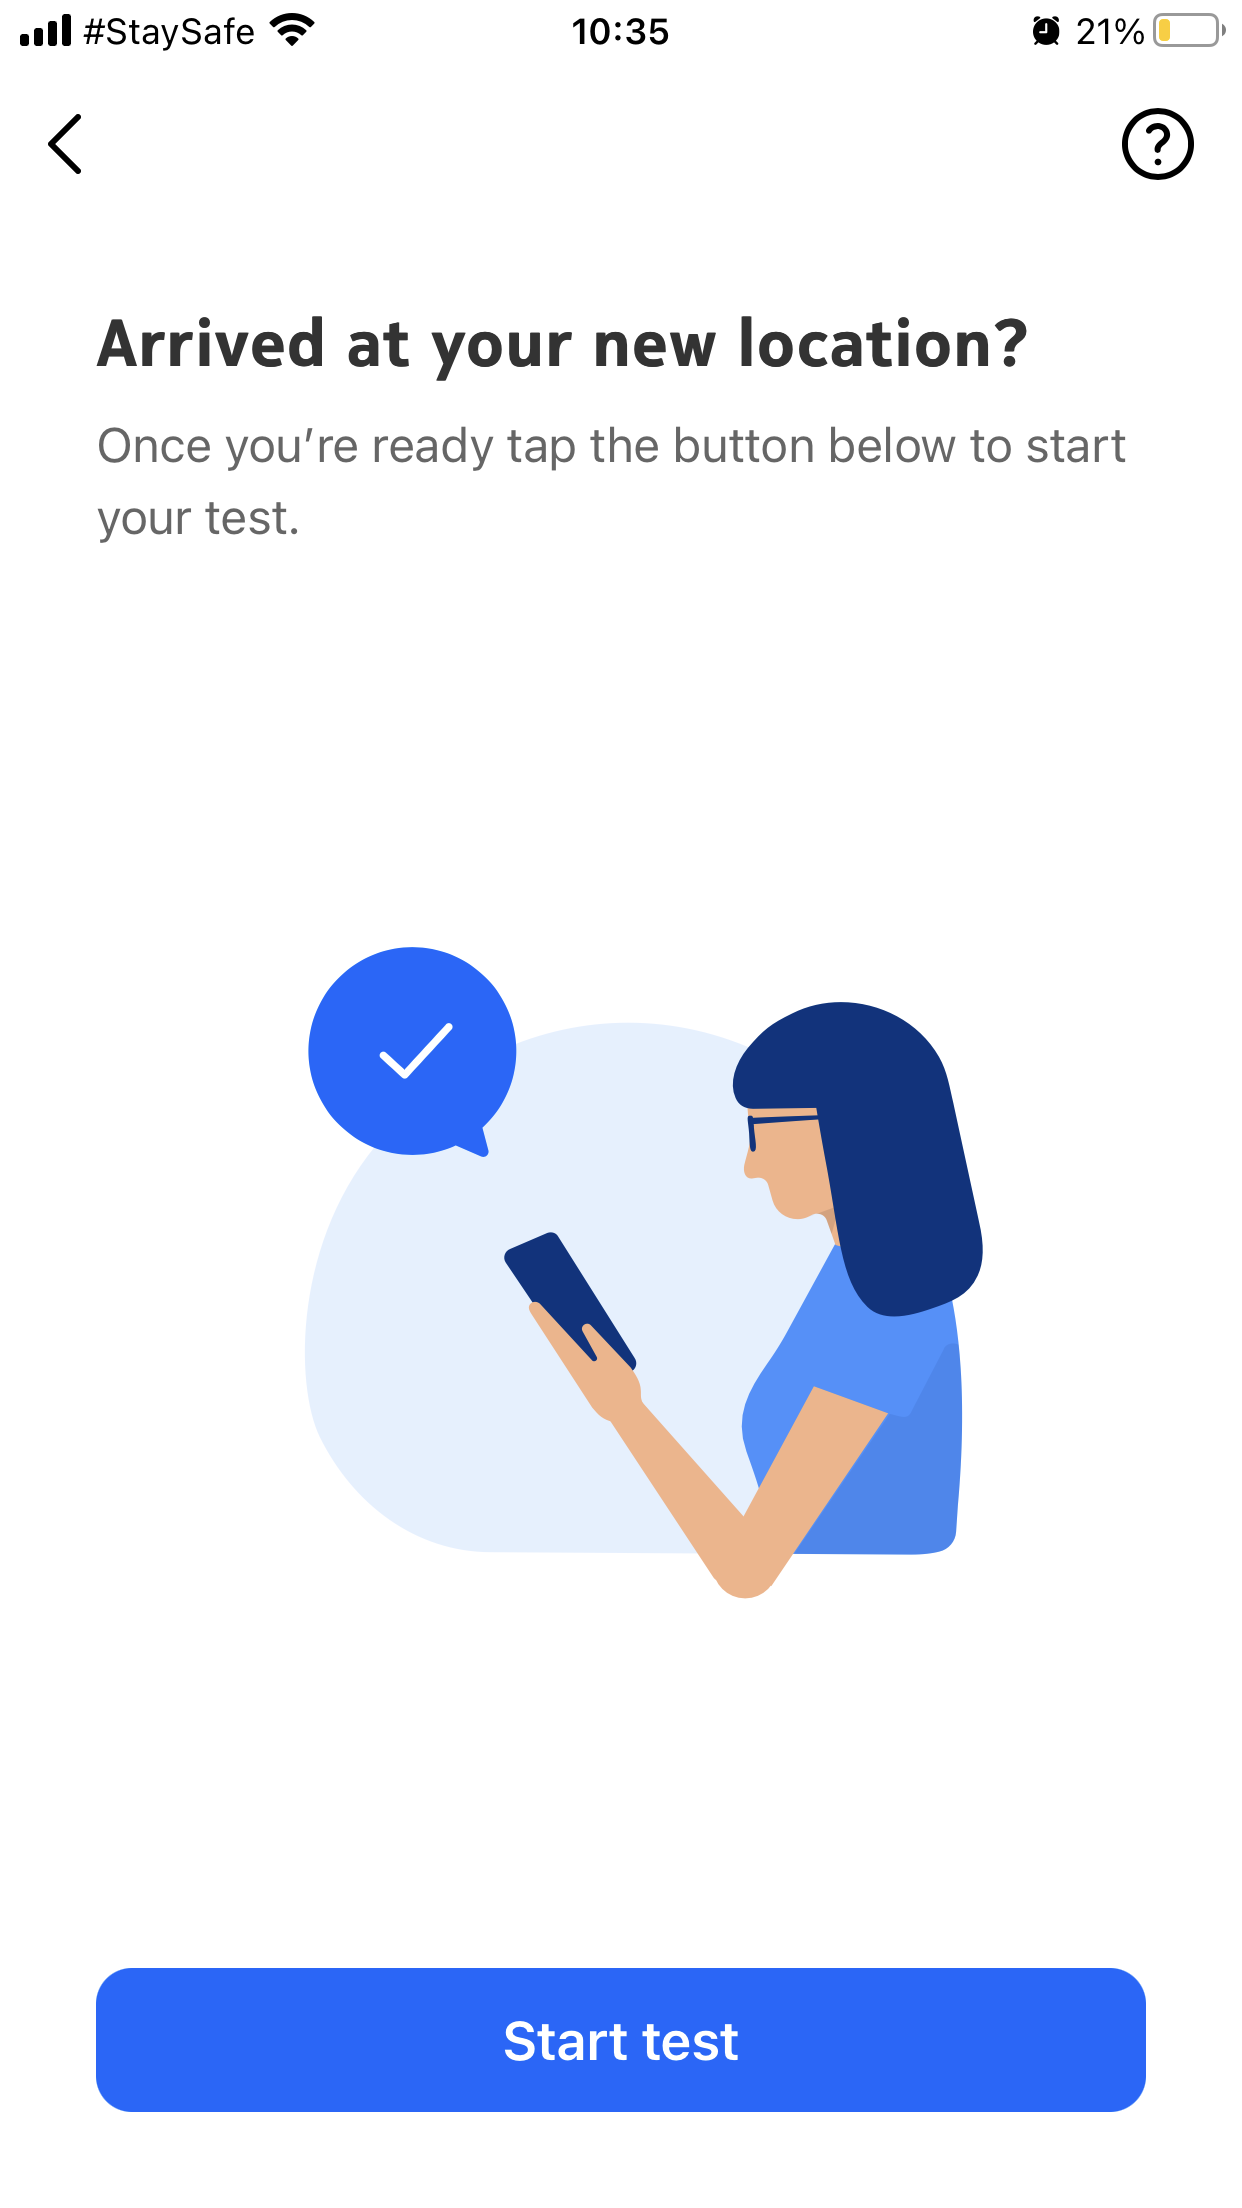 #StaySafe 10:35 21%
Arrived at your new location?
Once you’re ready tap the button below to start
your test.
Start test